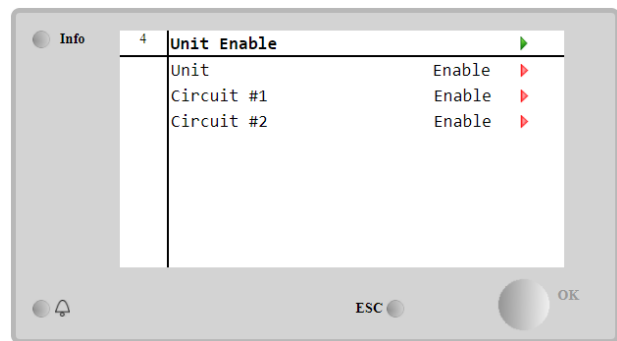 Info
4 Unit Enable
Unit Enable
Circuit #1 Enable
Circuit #2 Enable
ESC
OK